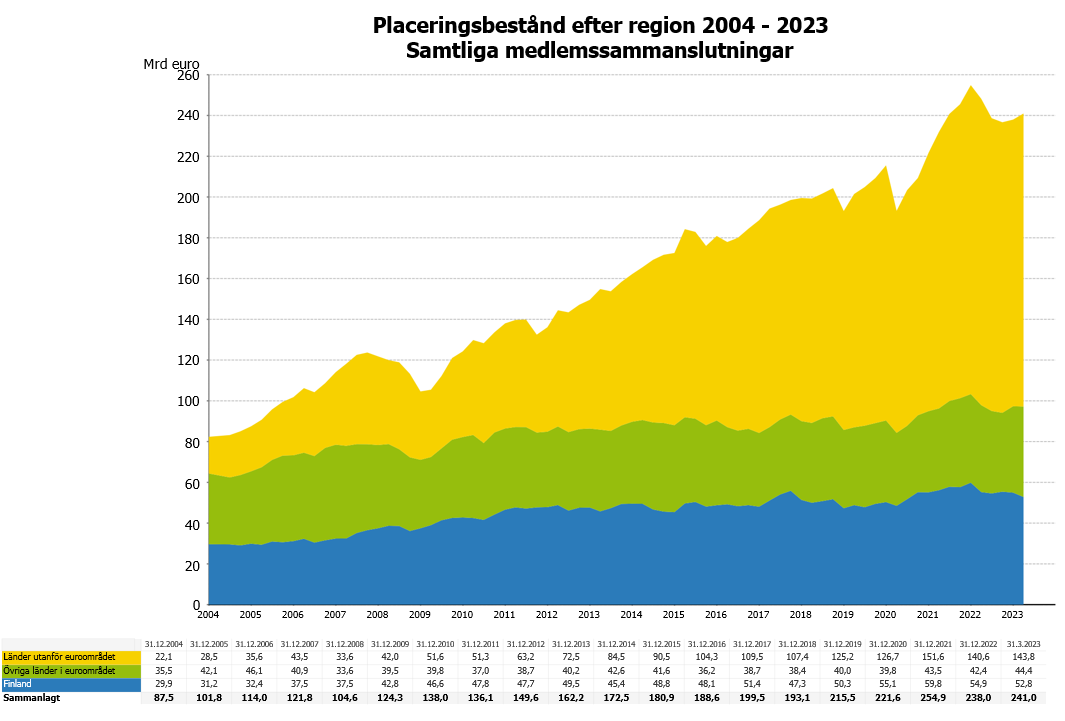 Placeringsbestånd efter region 2004 - 2023
Samtliga medlemssammanslutningar
Mrd euro
260
240
220
200
180
160
140
120
100
80
60
40
20
0
2004 2005 2006 2007 2008 2009 2010 2011 2012 2013 2014 2015 2016 2017 2018 2019 2020 2021 2022 2023
31.12.2004 31.12.2005 31.12.2006 31.12.2007 31.12.2008 31.12.2009 31.12.2010 31.12.2011 31.12.2012 31.12.2013 31.12.2014 31.12.2015 31.12.2016 31.12.2017 31.12.2018 31.12.2019 31.12.2020 31.12.2021 31.12.2022 31.3.2023
Länder utanför euroområdet 22,1 28,5 35,6 43,5 33,6 42,0 51,6 51,3 63,2 72,5 84,5 90,5 104,3 109,5 107,4 125,2 126,7 151,6 140,6 143,8
Övriga länder i euroområdet 35,5 42,1 46,1 40,9 33,6 39,5 39,8 37,0 38,7 40,2 42,6 41,6 36,2 38,7 38,4 40,0 39,8 43,5 42,4 44,4
Finland 29,9 31,2 32,4 37,5 37,5 42,8 46,6 47,8 47,7 49,5 45,4 48,8 48,1 51,4 47,3 50,3 55,1 59,8 54,9 52,8
Sammanlagt 87,5 101,8 114,0 121,8 104,6 124,3 138,0 136,1 149,6 162,2 172,5 180,9 188,6 199,5 193,1 215,5 221,6 254,9 238,0 241,0